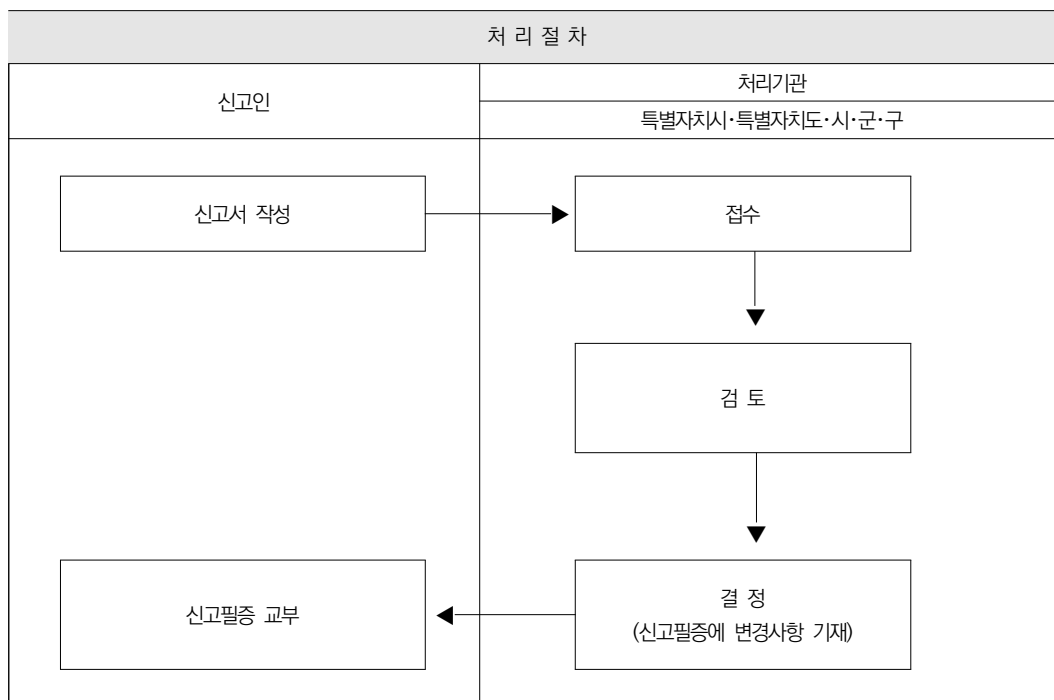 처 리 절 차
신고인
처리기관
특별자치시·특별자치도·시·군·구
신고서 작성
접수
검 토
신고필증 교부
결 정
(신고필증에 변경사항 기재)